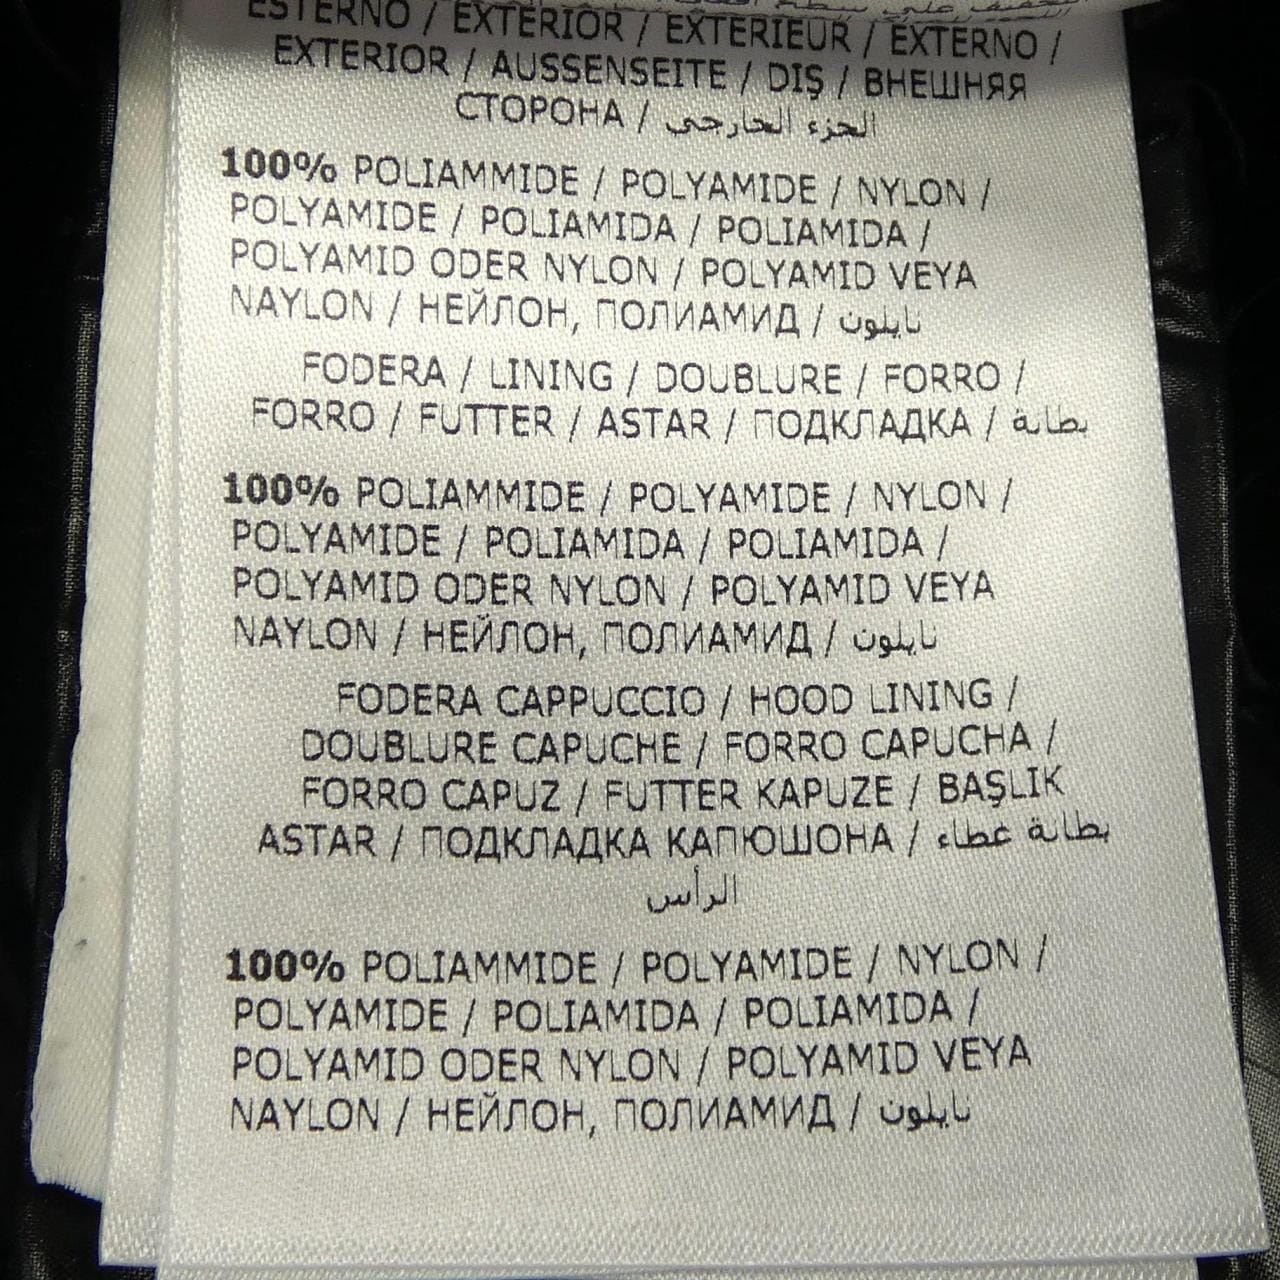 ESTERNO / EXTERIOR / EXTERIEUR / EXTERNO /
EXTERIOR / AUSSENSEITE / DIŞ / ВНЕШНЯЯ
СТОРОНА / الجزء الخارجي
100% POLIAMMIDE / POLYAMIDE / NYLON /
POLYAMIDE / POLIAMIDA / POLIAMIDA /
POLYAMID ODER NYLON / POLYAMID VEYA
NAYLON / НЕЙЛОН, ПОЛИАМИД / نايلون
FODERA / LINING / DOUBLURE / FORRO /
FORRO / FUTTER / ASTAR / ПОДКЛАДКА / بطانة
100% POLIAMMIDE / POLYAMIDE / NYLON /
POLYAMIDE / POLIAMIDA / POLIAMIDA /
POLYAMID ODER NYLON / POLYAMID VEYA
NAYLON / НЕЙЛОН, ПОЛИАМИД / نايلون
FODERA CAPPUCCIO / HOOD LINING /
DOUBLURE CAPUCHE / FORRO CAPUCHA /
FORRO CAPUZ / FUTTER KAPUZE / BAŞLIK
ASTAR / ПОДКЛАДКА КАПЮШОНА / بطانة غطاء
الرأس
100% POLIAMMIDE / POLYAMIDE / NYLON /
POLYAMIDE / POLIAMIDA / POLIAMIDA /
POLYAMID ODER NYLON / POLYAMID VEYA
NAYLON / НЕЙЛОН, ПОЛИАМИД / نايلون